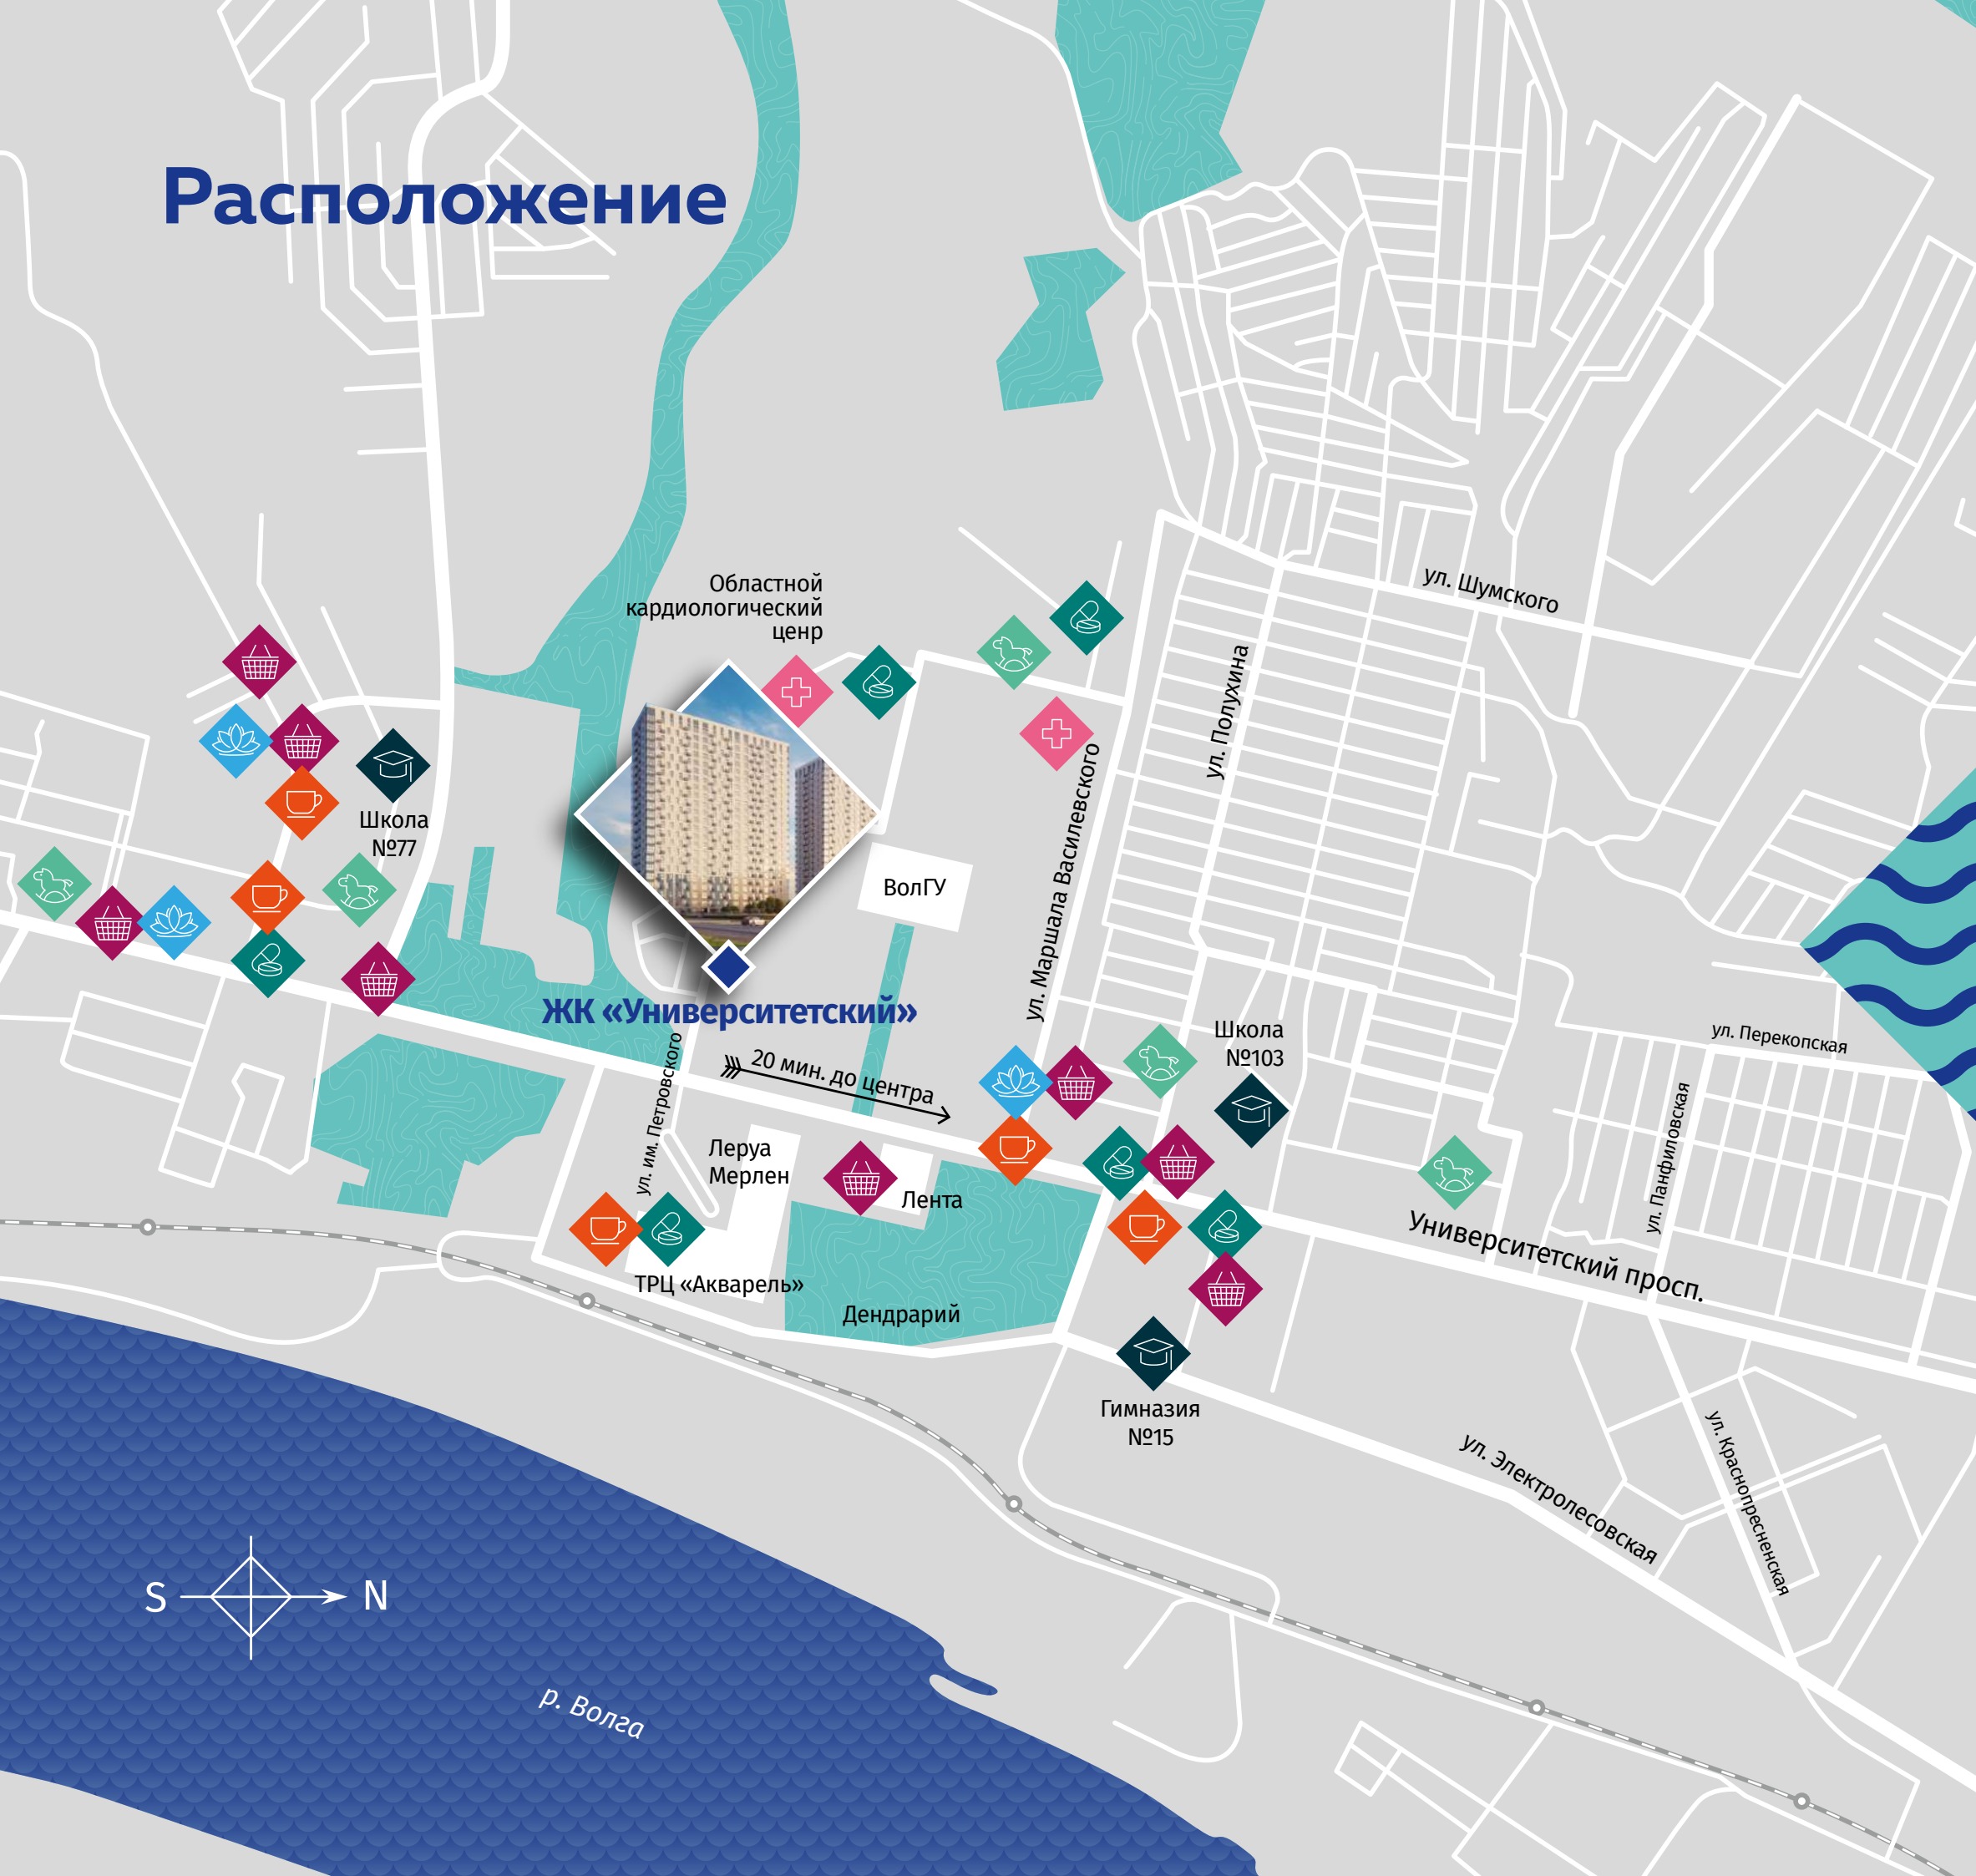 Расположение
Областной
кардиологический
ценр
ул. Шумского
ул. Полухина
ул. Маршала Василевского
Школа
№77
ВолГУ
ЖК «Университетский»
20 мин. до центра
ул. им. Петровского
Школа
№103
ул. Перекопская
ул. Панфиловская
Леруа
Мерлен
Лента
Университетский просп.
ТРЦ «Акварель»
Дендрарий
Гимназия
№15
ул. Электролесовская
ул. Краснопресненская
S
N
р. Волга